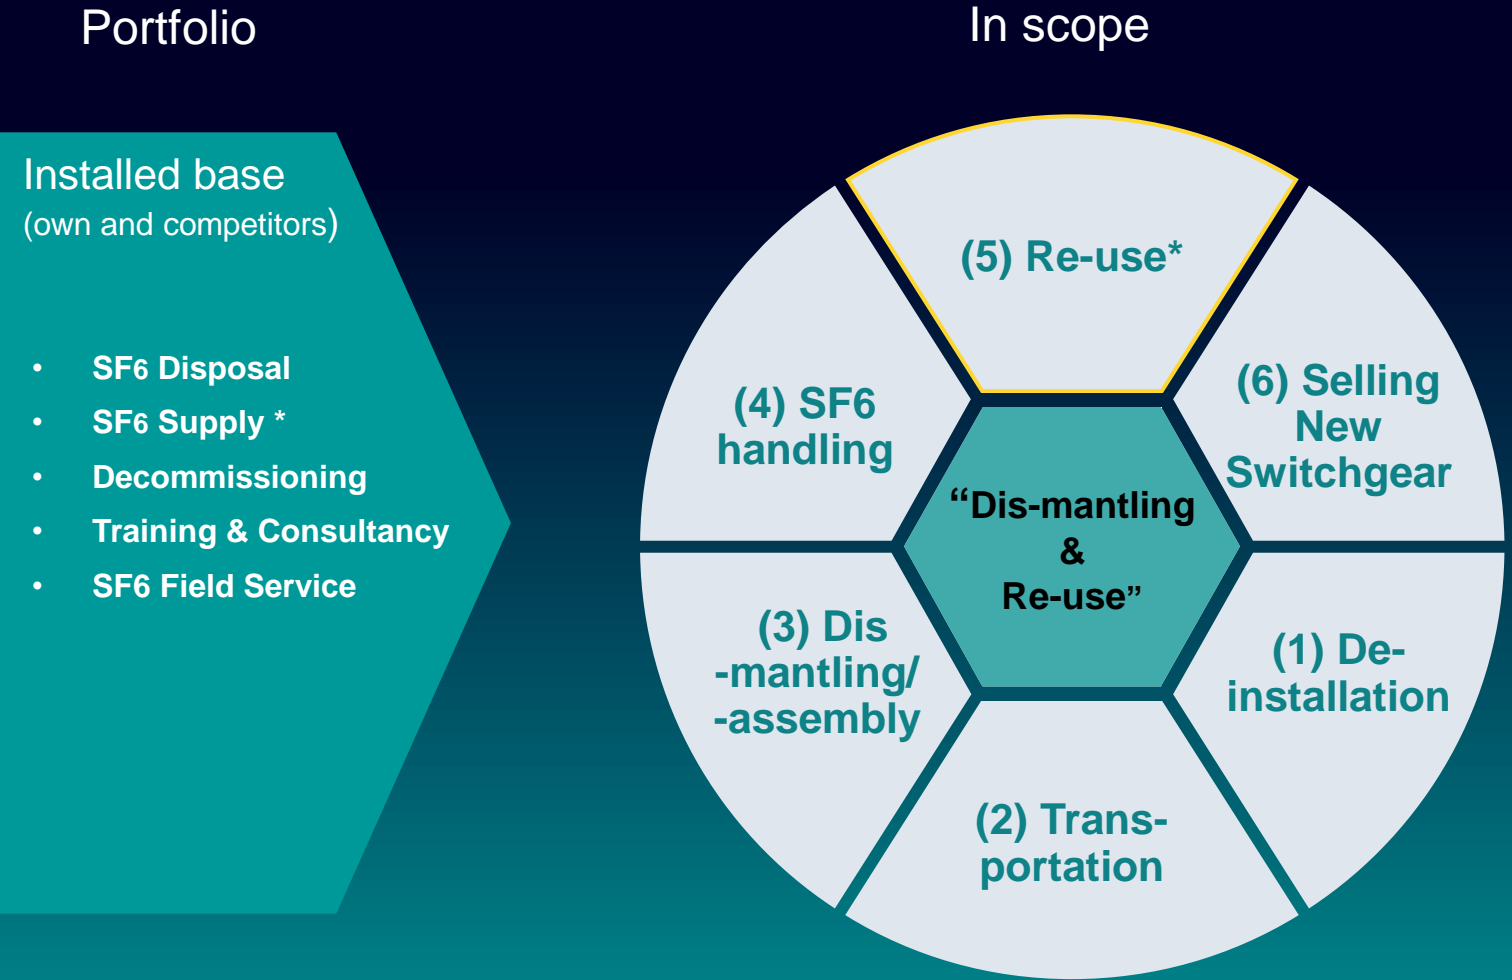 Portfolio
In scope
Installed base
(own and competitors)
• SF6 Disposal
• SF6 Supply *
• Decommissioning
• Training & Consultancy
• SF6 Field Service
(5) Re-use*
(6) Selling
New
Switchgear
(4) SF6
handling
“Dis-mantling
&
Re-use”
(3) Dis
-mantling/
-assembly
(1) De-
installation
(2) Trans-
portation